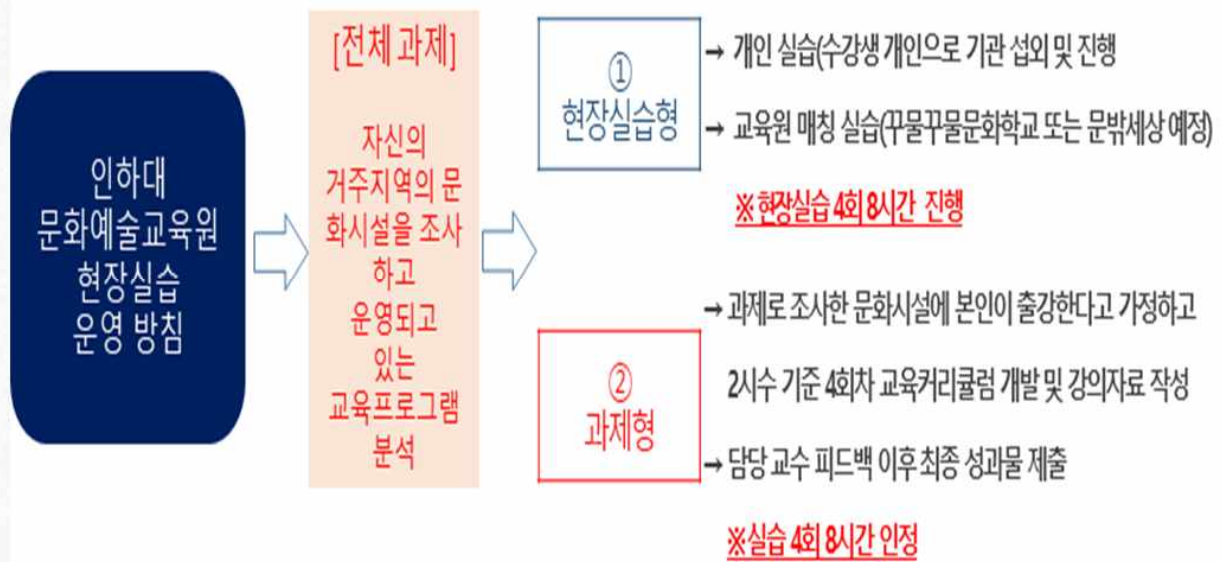 인하대
문화예술교육원
현장실습
운영 방침
[전체 과제]
자신의
거주지역의 문
화시설을 조사
하고
운영되고
있는
교육프로그램
분석
①
현장실습형
→ 개인 실습(수강생 개인으로 기관 섭외 및 진행
→ 교육원 매칭 실습(꾸물꾸물문화학교 또는 문밖세상 예정)
※ 현장실습 4회 8시간 진행
②
과제형
→ 과제로 조사한 문화시설에 본인이 출강한다고 가정하고
2시수 기준 4회차 교육커리큘럼 개발 및 강의자료 작성
→ 담당 교수 피드백 이후 최종 성과물 제출
※ 실습 4회 8시간 인정